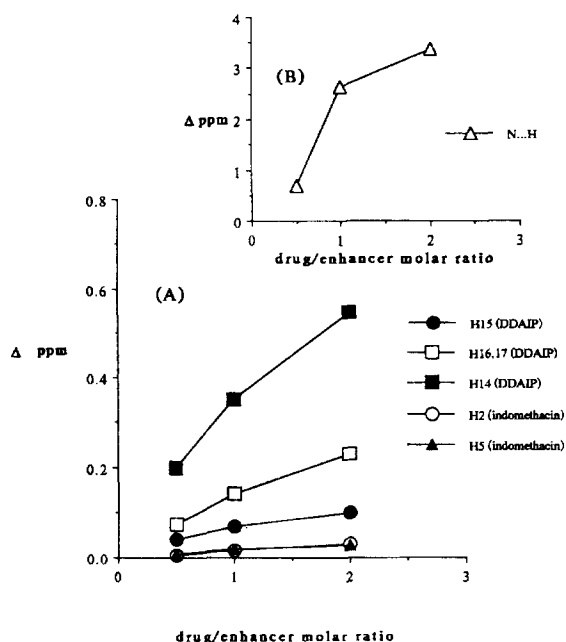 4
3
(B)
Δ ppm
2
N...H
1
0
0 1 2 3
drug/enhancer molar ratio
0.8
(A)
0.6
H15 (DDAIP)
H16,17 (DDAIP)
Δ ppm
H14 (DDAIP)
0.4
H2 (indomethacin)
H5 (indomethacin)
0.2
0.0
0 1 2 3
drug/enhancer molar ratio